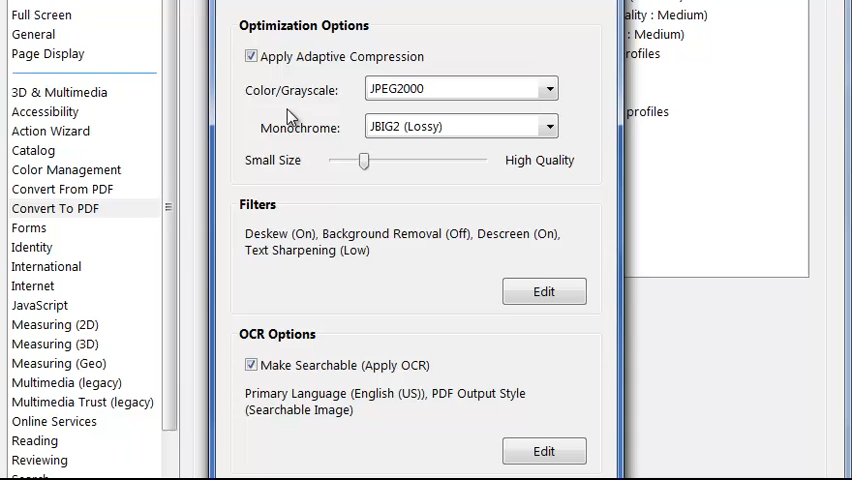 Full Screen
General
Page Display
3D & Multimedia
Accessibility
Action Wizard
Catalog
Color Management
Convert From PDF
Convert To PDF
Forms
Identity
International
Internet
JavaScript
Measuring (2D)
Measuring (3D)
Measuring (Geo)
Multimedia (legacy)
Multimedia Trust (legacy)
Online Services
Reading
Reviewing
Optimization Options
Apply Adaptive Compression
Color/Grayscale: JPEG2000
Monochrome: JBIG2 (Lossy)
Small Size High Quality
Filters
Deskew (On), Background Removal (Off), Descreen (On),
Text Sharpening (Low)
Edit
OCR Options
Make Searchable (Apply OCR)
Primary Language (English (US)), PDF Output Style
(Searchable Image)
Edit
: Medium)
: Medium)